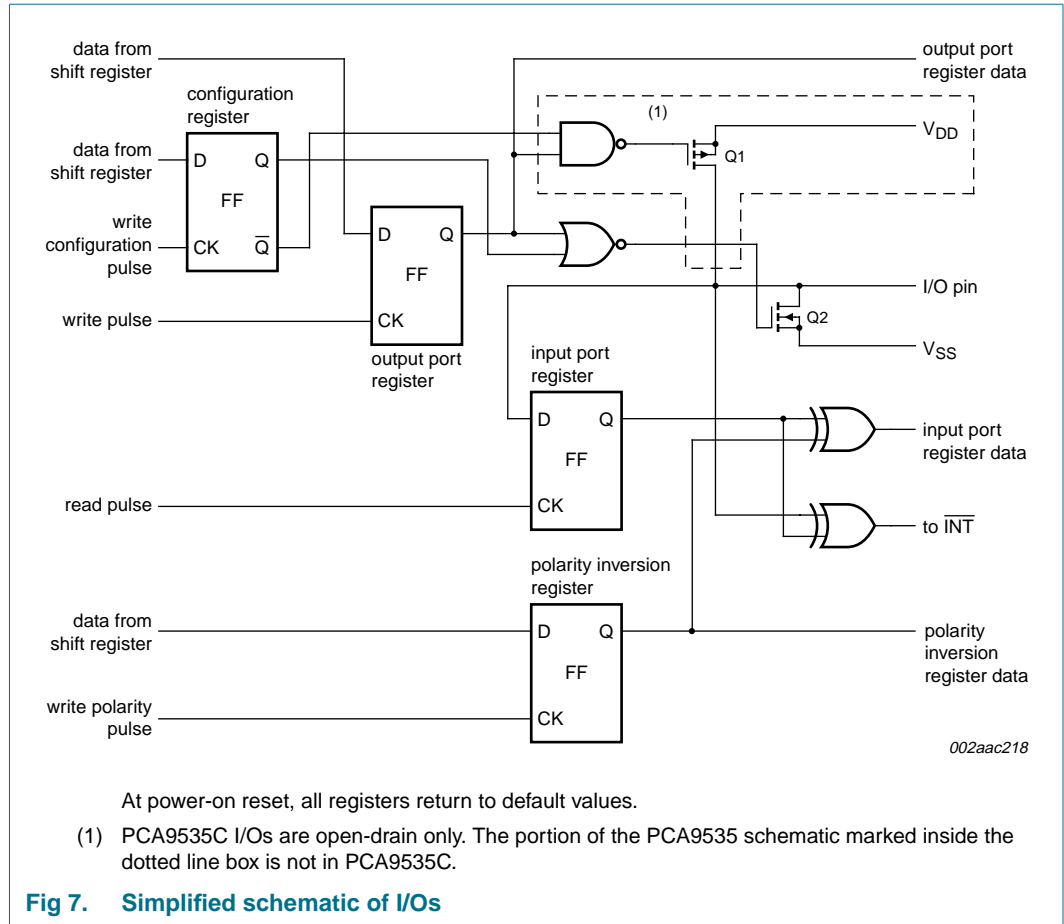 data from
shift register
output port
register data
configuration
register
(1)
VDD
Q1
data from
shift register
D
Q
FF
write
configuration
pulse
CK
Q̅
D
Q
FF
CK
I/O pin
Q2
VSS
write pulse
output port
register
input port
register
D
Q
FF
CK
input port
register data
read pulse
to I̅N̅T̅
polarity inversion
register
data from
shift register
D
Q
FF
CK
polarity
inversion
register data
write polarity
pulse
002aac218
At power-on reset, all registers return to default values.
(1) PCA9535C I/Os are open-drain only. The portion of the PCA9535 schematic marked inside the
dotted line box is not in PCA9535C.
Fig 7. Simplified schematic of I/Os